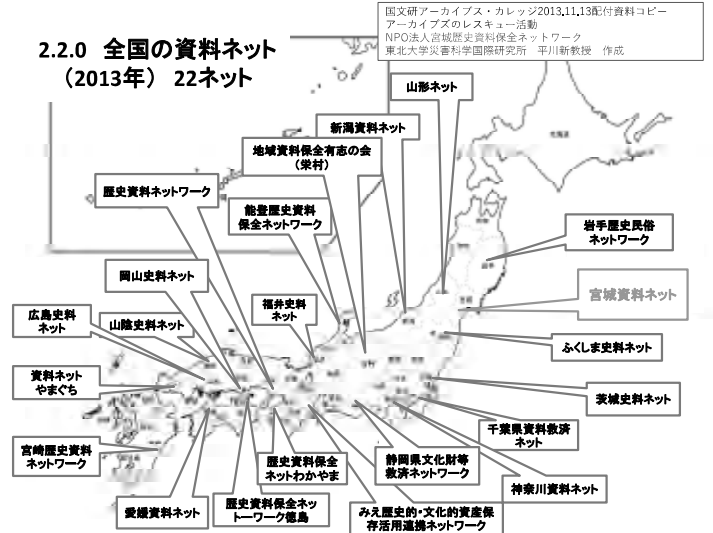 国文研アーカイブス・カレッジ2013.11.13配付資料コピー
アーカイブズのレスキュー活動
NPO法人宮城歴史資料保全ネットワーク
東北大学災害科学国際研究所　平川新教授　作成
2.2.0 全国の資料ネット
（2013年） 22ネット
山形ネット
新潟資料ネット
地域資料保全有志の会
（栄村）
歴史資料ネットワーク
能登歴史資料
保全ネットワーク
岩手歴史民俗
ネットワーク
岡山史料ネット
宮城資料ネット
福井史料
ネット
広島史料
ネット
山陰史料ネット
ふくしま史料ネット
資料ネット
やまぐち
茨城史料ネット
千葉県資料救済
ネット
宮崎歴史資料
ネットワーク
歴史資料保全
ネットわかやま
静岡県文化財等
救済ネットワーク
神奈川資料ネット
愛媛資料ネット
歴史資料保全ネッ
トーワーク徳島
みえ歴史的・文化的資産保
存活用連携ネットワーク
北海道